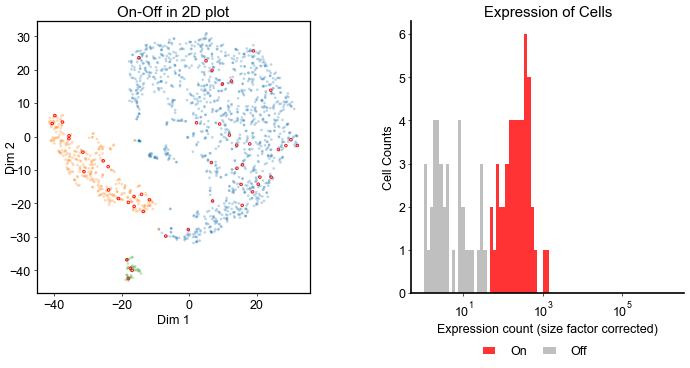 On-Off in 2D plot
30
20
10
0
−10
−20
−30
−40
Dim 2
−40
−20
0
20
Dim 1
Expression of Cells
6
5
4
3
2
1
0
Cell Counts
10^1
10^3
10^5
Expression count (size factor corrected)
On
Off